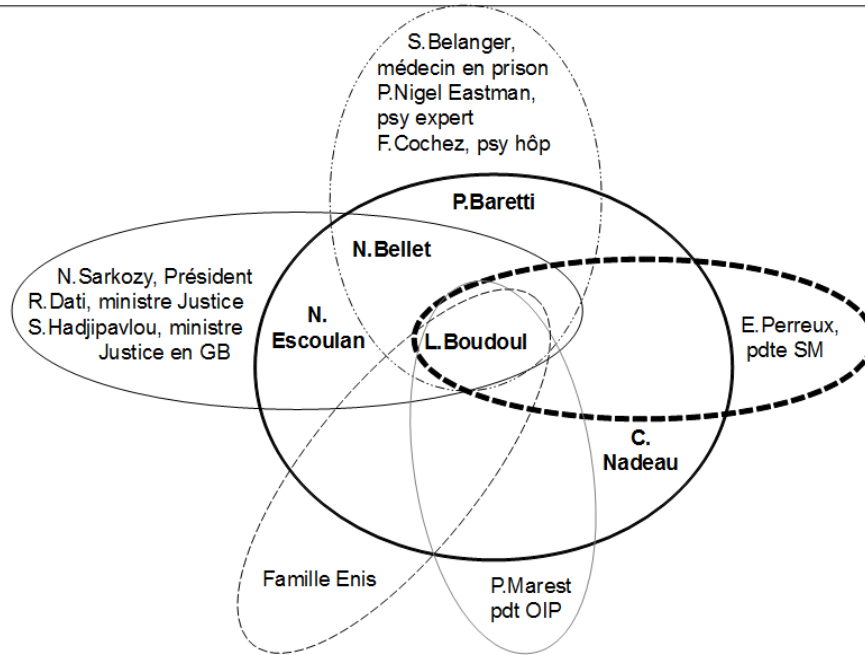 S.Belanger,
médecin en prison
P.Nigel Eastman,
psy expert
F.Cochez, psy hôp
P.Baretti
N.Bellet
N.Sarkozy, Président
R.Dati, ministre Justice
S.Hadjipavlou, ministre
Justice en GB
N.
Escoulan
L.Boudoul
E.Perreux,
pdte SM
C.
Nadeau
Famille Enis
P.Marest
pdt OIP